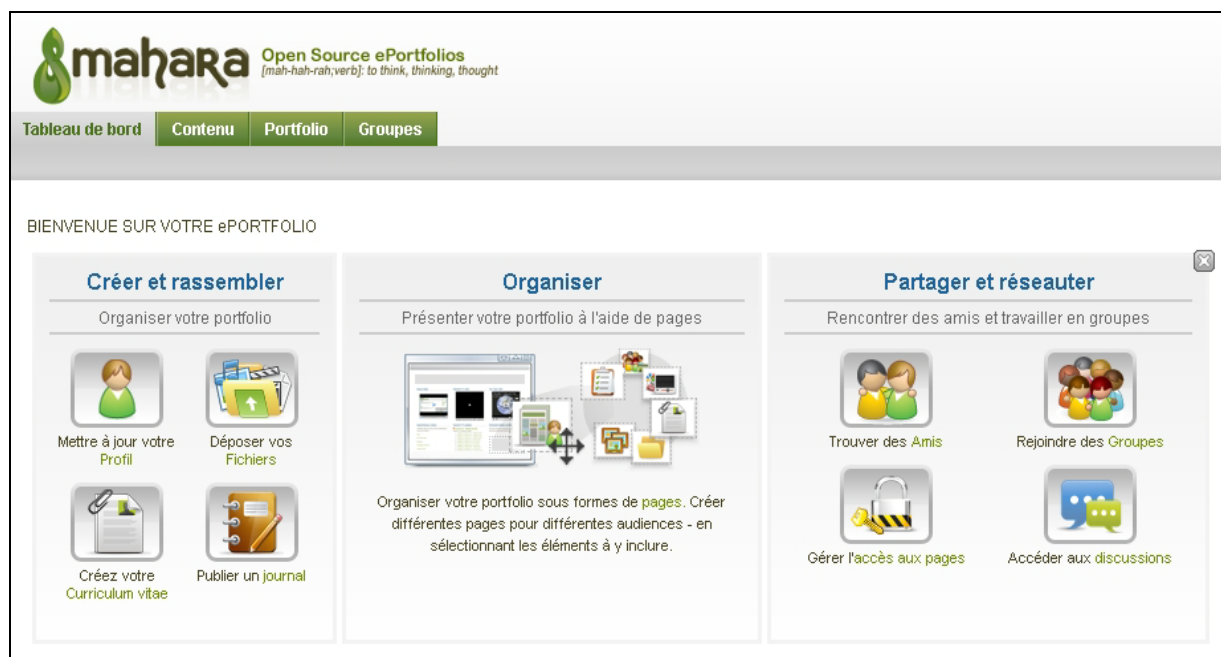 mahara
Open Source ePortfolios
[mah-hah-rah;verb]: to think, thinking, thought
Tableau de bord Contenu Portfolio Groupes
BIENVENUE SUR VOTRE ePORTFOLIO
Créer et rassembler
Organiser votre portfolio
Mettre à jour votre
Profil
Déposer vos
Fichiers
Créez votre
Curriculum vitae
Publier un journal
Organiser
Présenter votre portfolio à l'aide de pages
Organiser votre portfolio sous formes de pages. Créer
différentes pages pour différentes audiences - en
sélectionnant les éléments à y inclure.
Partager et réseauter
Rencontrer des amis et travailler en groupes
Trouver des Amis
Rejoindre des Groupes
Gérer l'accès aux pages
Accéder aux discussions